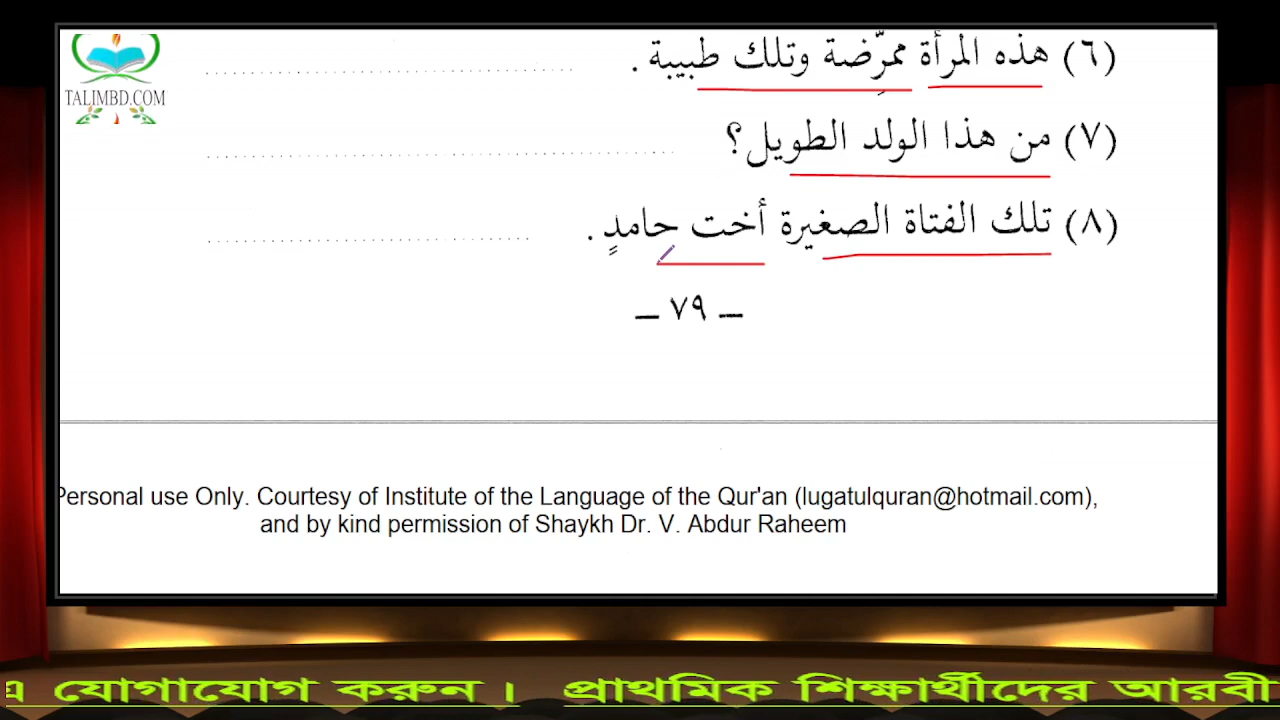 TALIMBD.COM
(٦) هذه المرأة ممرِّضة وتلك طبيبة . ........................
(٧) من هذا الولد الطويل؟ ........................
(٨) تلك الفتاة الصغيرة أخت حامدٍ . ........................
– ٧٩ –
Personal use Only. Courtesy of Institute of the Language of the Qur'an (lugatulquran@hotmail.com),
and by kind permission of Shaykh Dr. V. Abdur Raheem
এ যোগাযোগ করুন । প্রাথমিক শিক্ষার্থীদের আরবী